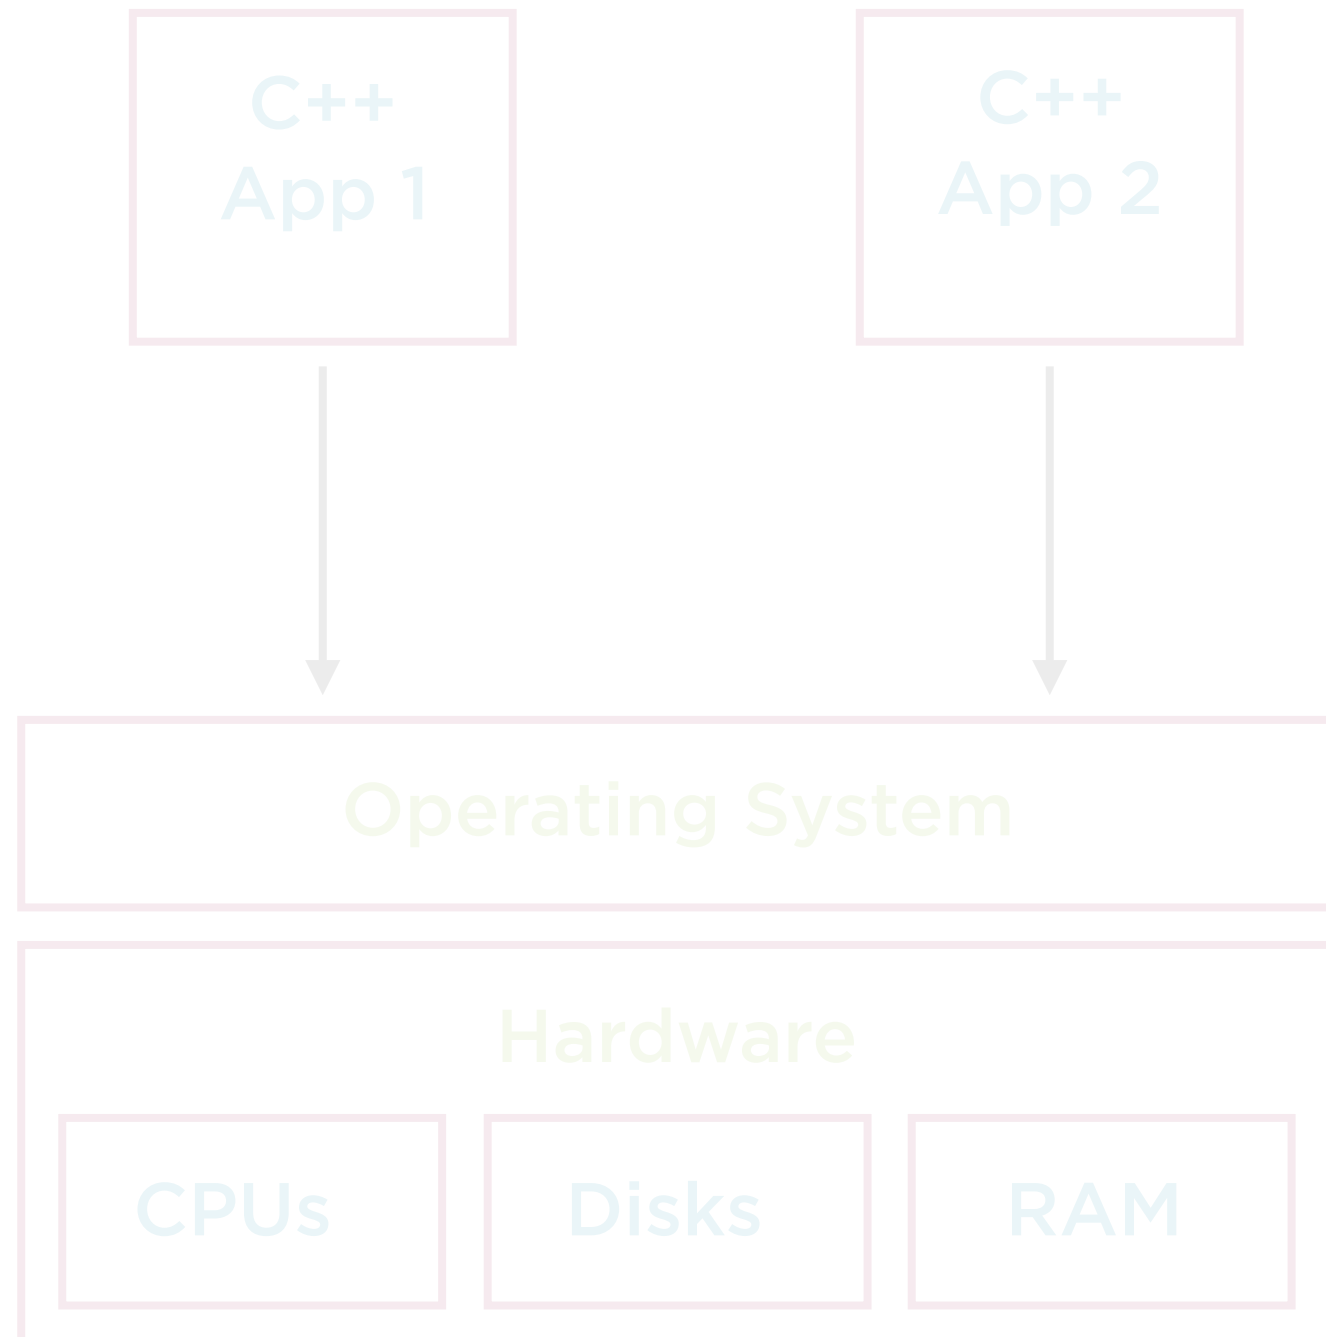 C++
App 1
C++
App 2
Operating System
Hardware
CPUs
Disks
RAM